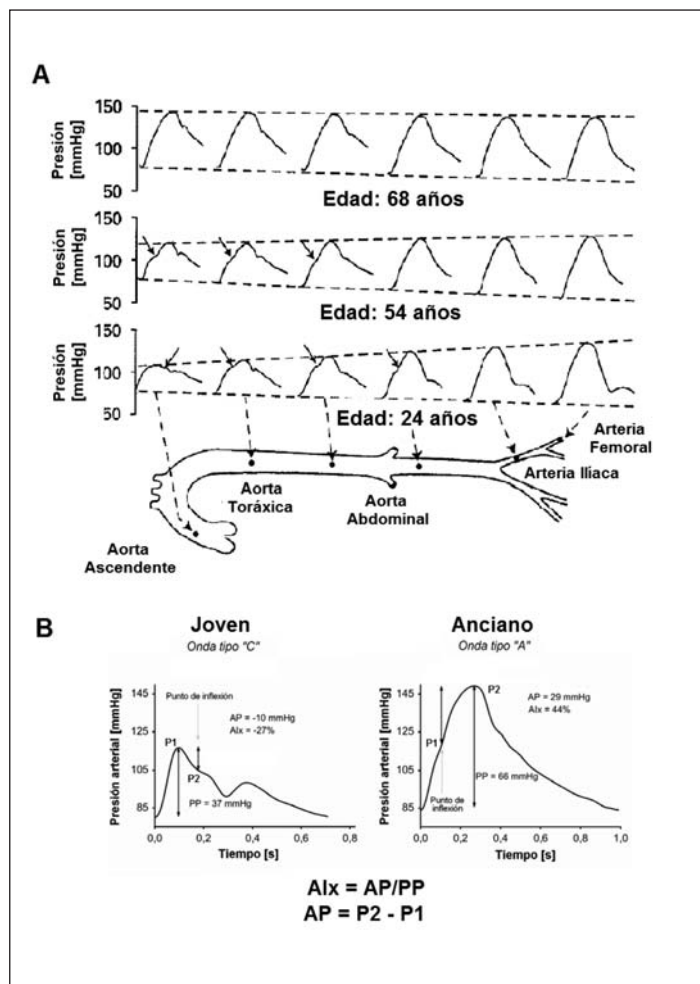 A
Presión
[mmHg]
150
100
50
Edad: 68 años
Presión
[mmHg]
150
100
50
Edad: 54 años
Presión
[mmHg]
150
100
50
Edad: 24 años
Arteria
Femoral
Arteria Ilíaca
Aorta
Toráxica
Aorta
Abdominal
Aorta
Ascendente
B
Joven
Onda tipo "C"
Presión arterial [mmHg]
145
125
105
85
Punto de inflexión
AP = -10 mmHg
AIx = -27%
P1
P2
PP = 37 mmHg
0,0 0,2 0,4 0,6 0,8
Tiempo [s]
Anciano
Onda tipo "A"
Presión arterial [mmHg]
145
125
105
85
P2
AP = 29 mmHg
AIx = 44%
P1
PP = 66 mmHg
Punto de
inflexión
0,0 0,2 0,4 0,6 1,0
Tiempo [s]
AIx = AP/PP
AP = P2 - P1